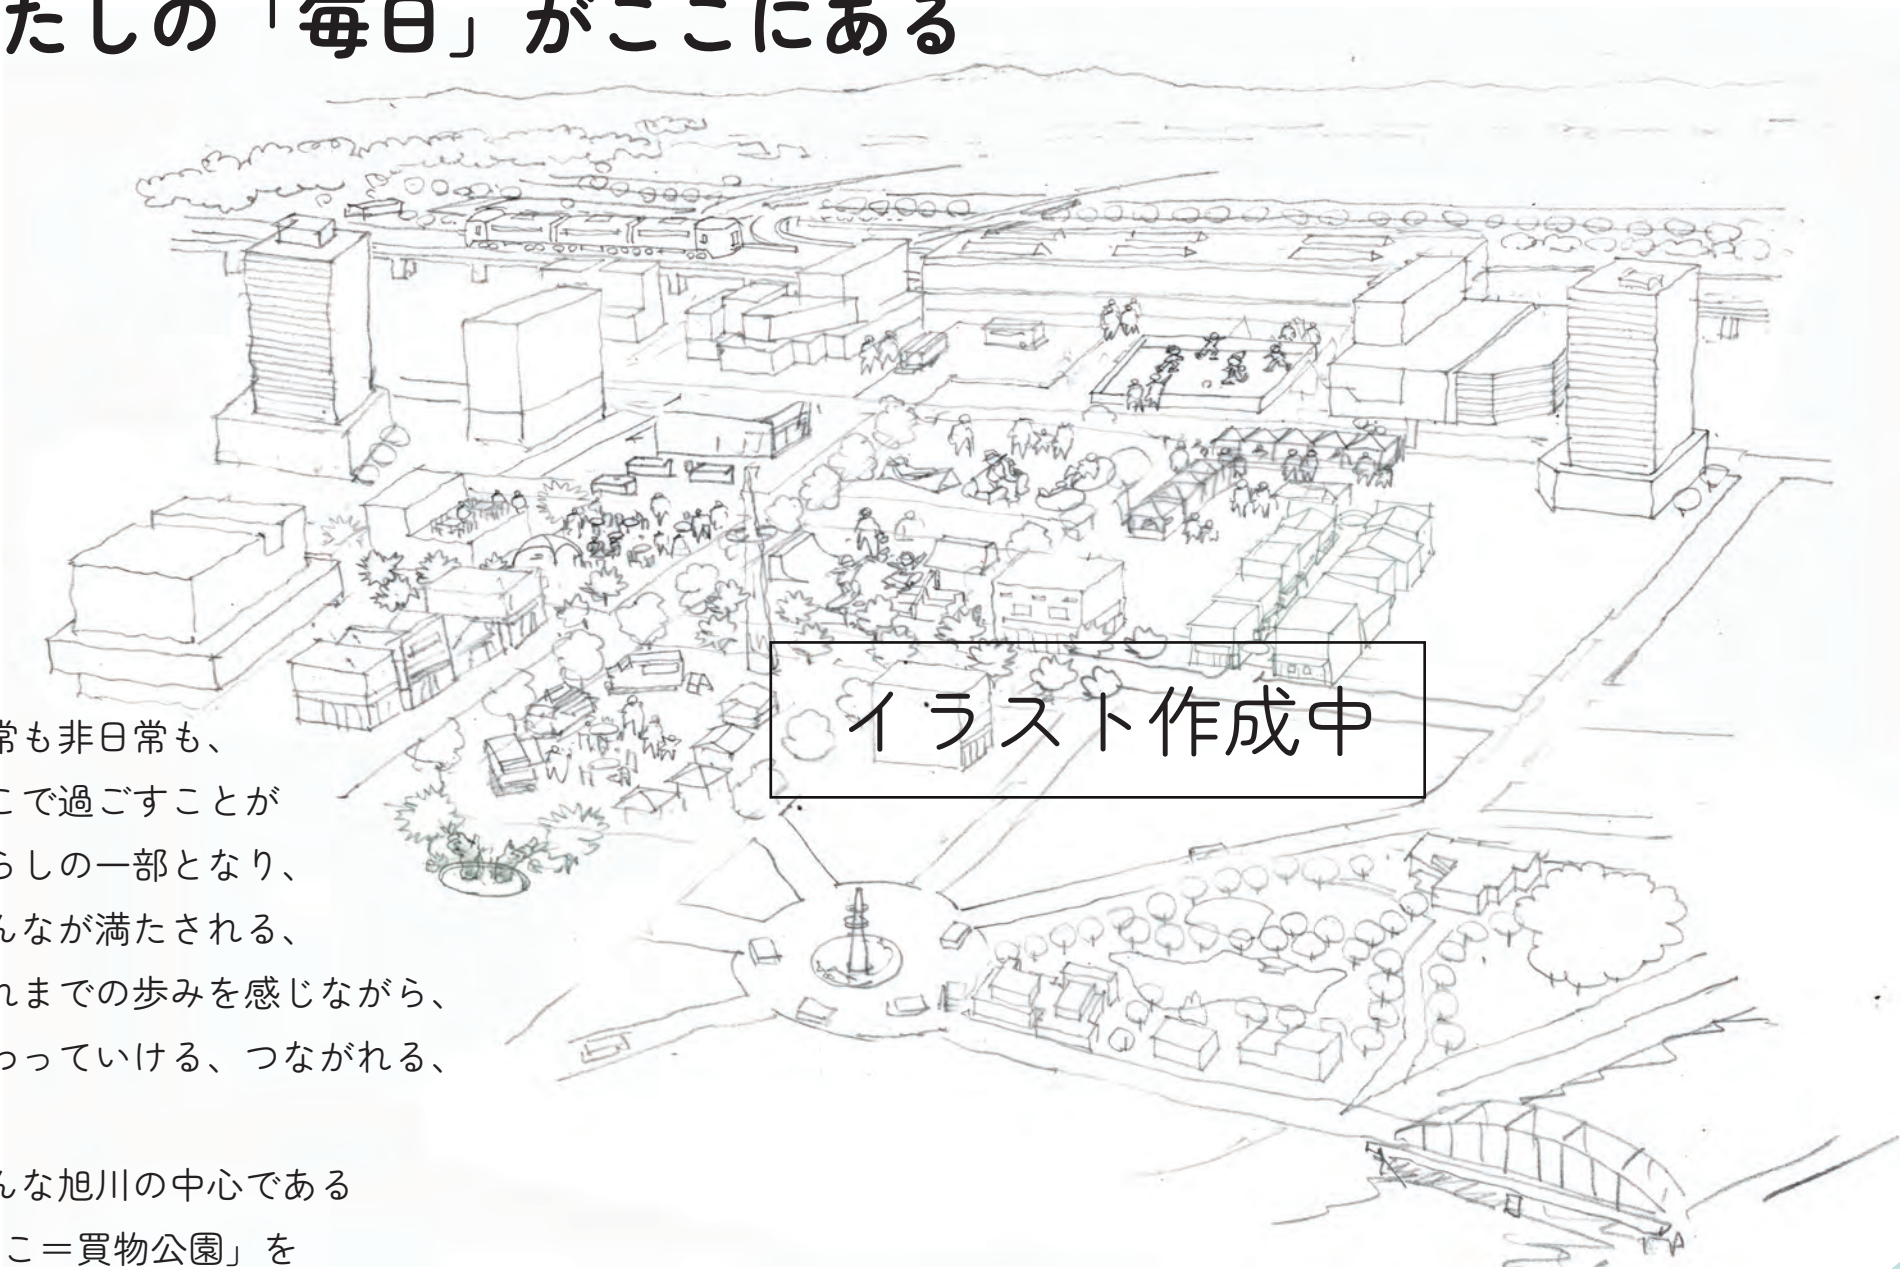 たしの「毎日」がここにある
イラスト作成中
常も非日常も、
こで過ごすことが
らしの一部となり、
んなが満たされる、
れまでの歩みを感じながら、
わっていける、つながれる、
んな旭川の中心である
こ＝買物公園」を